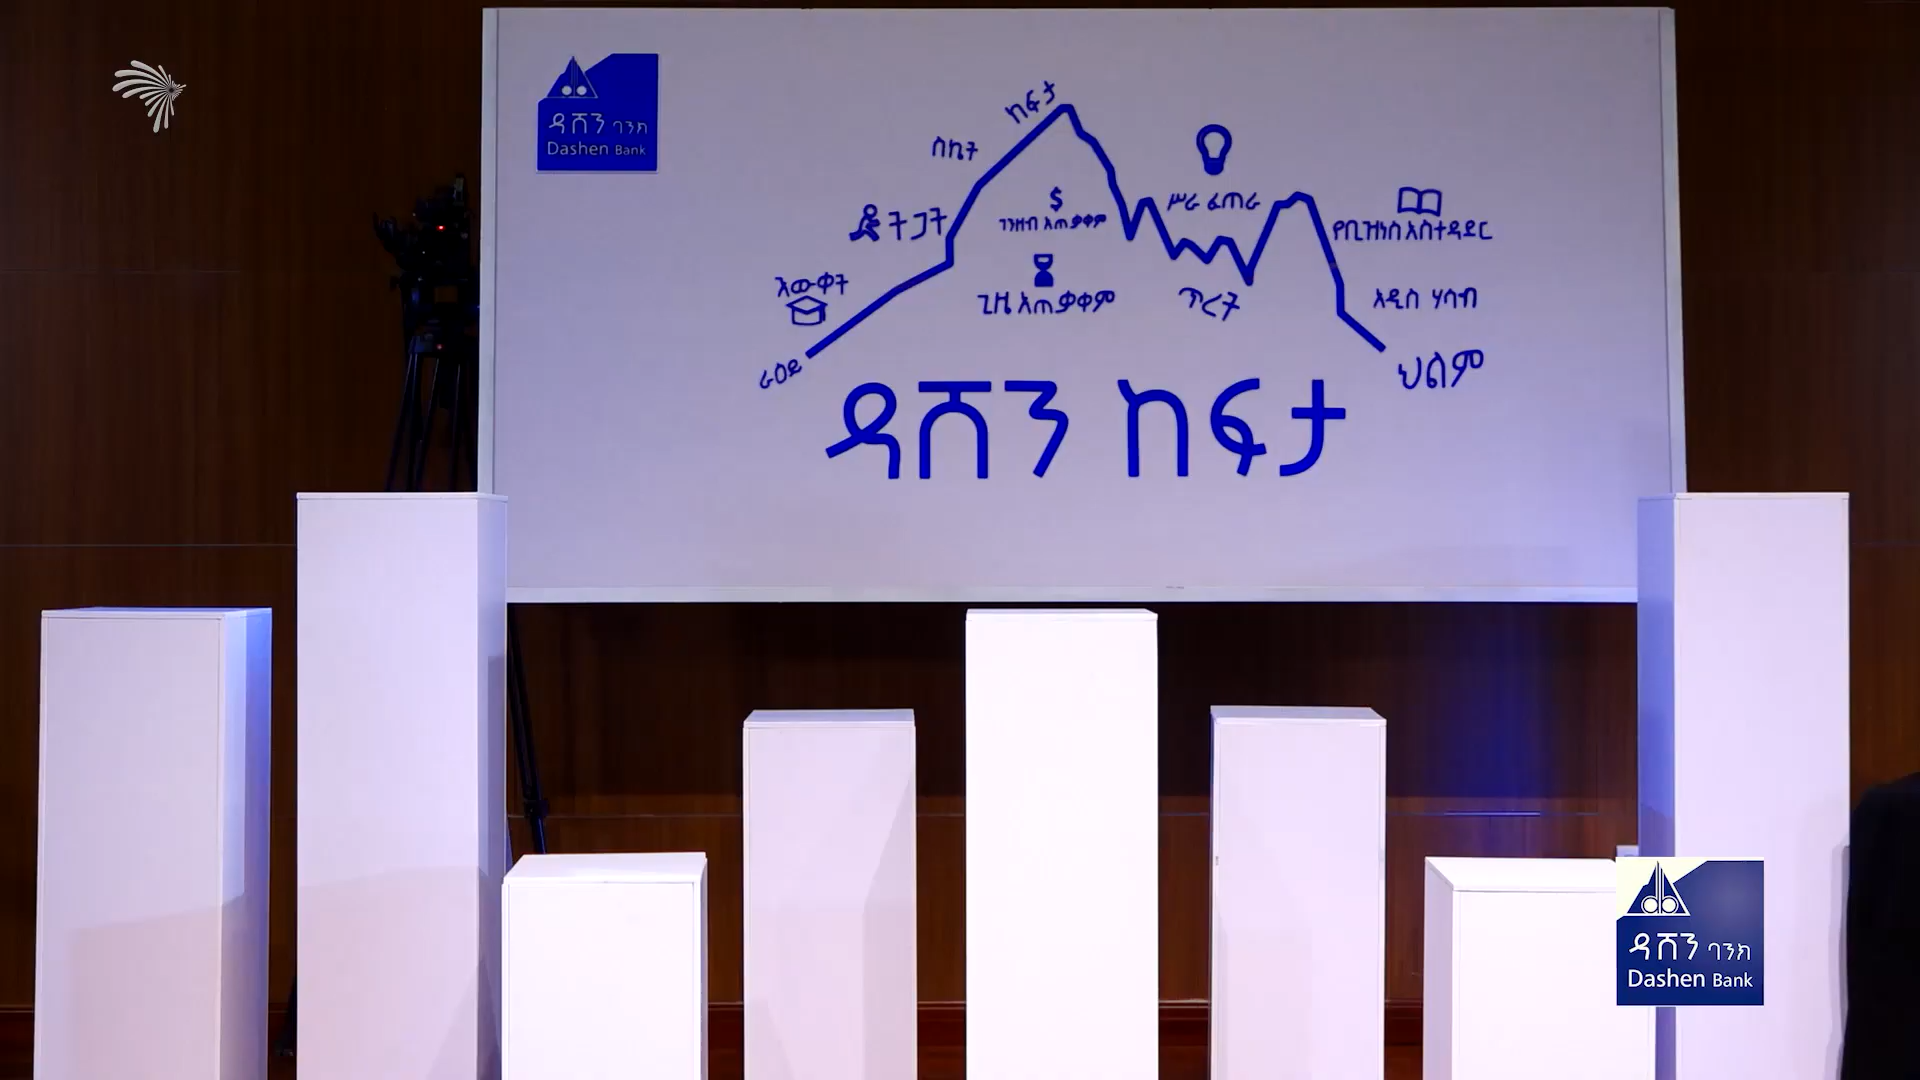 ዳሸን ባንክ
Dashen Bank
ከፍታ
ስኬት
ትጋት
$
ገንዘብ አጠቃቀም
ሥራ ፈጠራ
የቢዝነስ አስተዳደር
እውቀት
ጊዜ አጠቃቀም
ጥረት
አዲስ ሃሳብ
ራዕይ
ህልም
ዳሸን ከፍታ
ዳሸን ባንክ
Dashen Bank